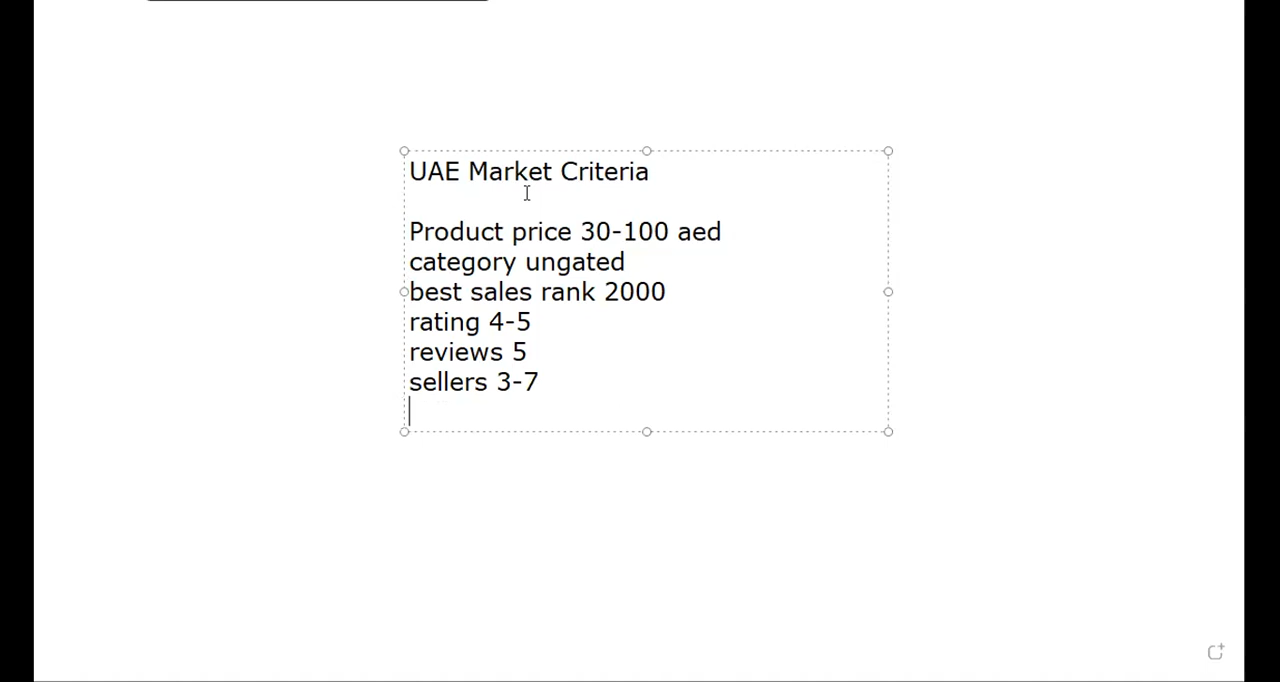 UAE Market Criteria
Product price 30-100 aed
category ungated
best sales rank 2000
rating 4-5
reviews 5
sellers 3-7